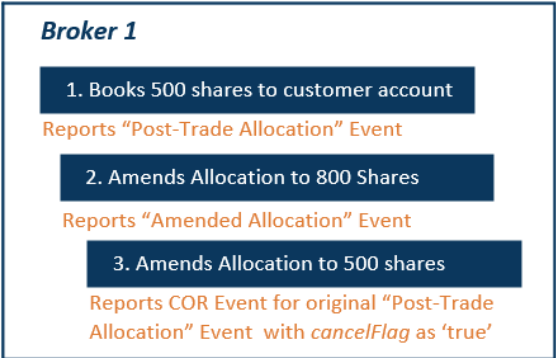 Broker 1
1. Books 500 shares to customer account
Reports “Post-Trade Allocation” Event
2. Amends Allocation to 800 Shares
Reports “Amended Allocation” Event
3. Amends Allocation to 500 shares
Reports COR Event for original “Post-Trade
Allocation” Event with cancelFlag as ‘true’